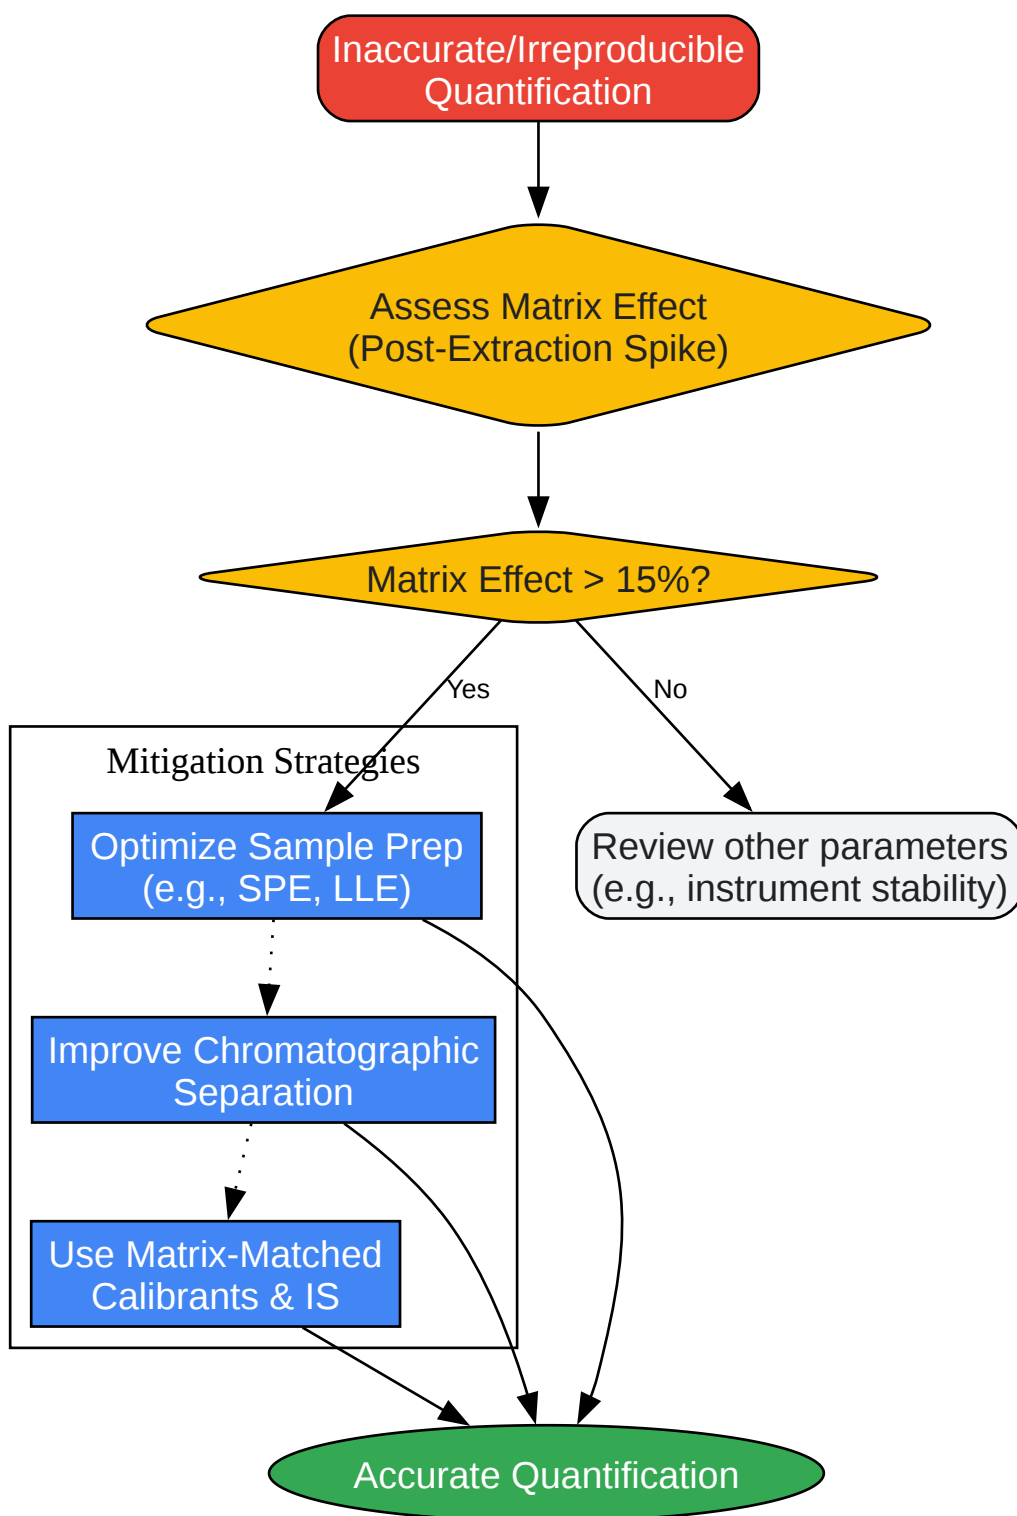 Inaccurate/Irreproducible
Quantification
Assess Matrix Effect
(Post-Extraction Spike)
Matrix Effect > 15%?
Yes
No
Mitigation Strategies
Optimize Sample Prep
(e.g., SPE, LLE)
Review other parameters
(e.g., instrument stability)
Improve Chromatographic
Separation
Use Matrix-Matched
Calibrants & IS
Accurate Quantification